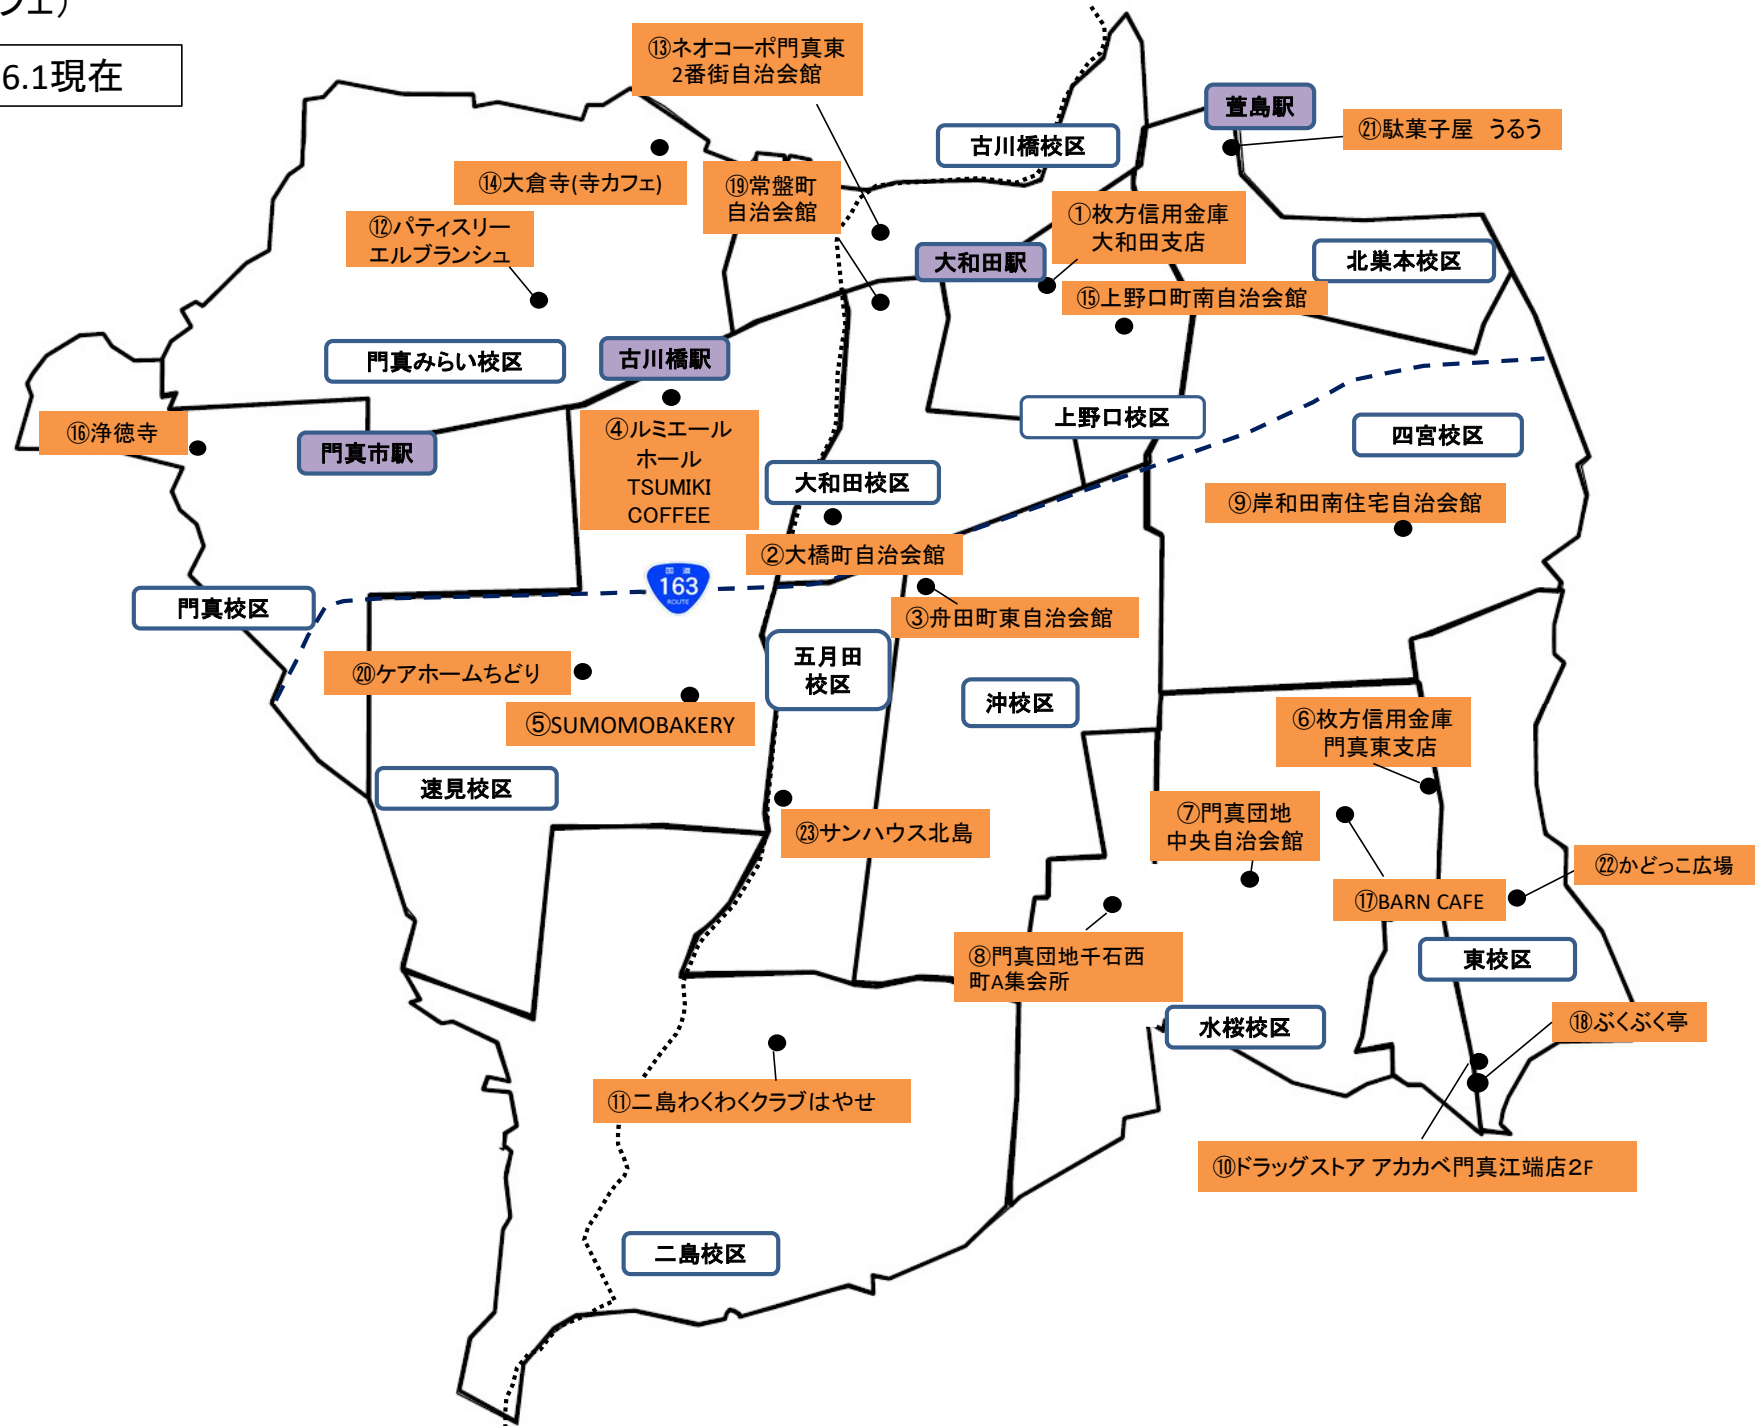 フェ）
6.1現在
⑬ネオコーポ門真東
2番街自治会館
萱島駅
㉑駄菓子屋　うるう
古川橋校区
⑭大倉寺(寺カフェ)
⑲常盤町
自治会館
①枚方信用金庫
大和田支店
⑫パティスリー
エルブランシュ
大和田駅
北巣本校区
⑮上野口町南自治会館
門真みらい校区
古川橋駅
上野口校区
四宮校区
⑯浄徳寺
門真市駅
④ルミエール
ホール
TSUMIKI
COFFEE
大和田校区
⑨岸和田南住宅自治会館
②大橋町自治会館
国道
163
ROUTE
門真校区
③舟田町東自治会館
⑳ケアホームちどり
五月田
校区
沖校区
⑤SUMOMOBAKERY
⑥枚方信用金庫
門真東支店
速見校区
㉓サンハウス北島
⑦門真団地
中央自治会館
㉒かどっこ広場
⑰BARN CAFE
⑧門真団地千石西
町A集会所
東校区
水桜校区
⑱ぶくぶく亭
⑪二島わくわくクラブはやせ
⑩ドラッグストア アカカベ門真江端店2F
二島校区